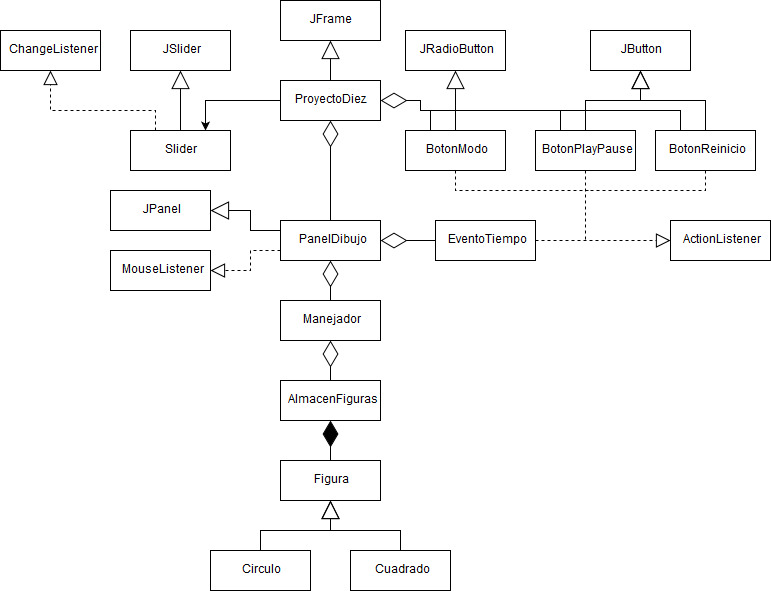 JFrame
ChangeListener
JSlider
JRadioButton
JButton
ProyectoDiez
Slider
BotonModo
BotonPlayPause
BotonReinicio
JPanel
PanelDibujo
EventoTiempo
ActionListener
MouseListener
Manejador
AlmacenFiguras
Figura
Circulo
Cuadrado